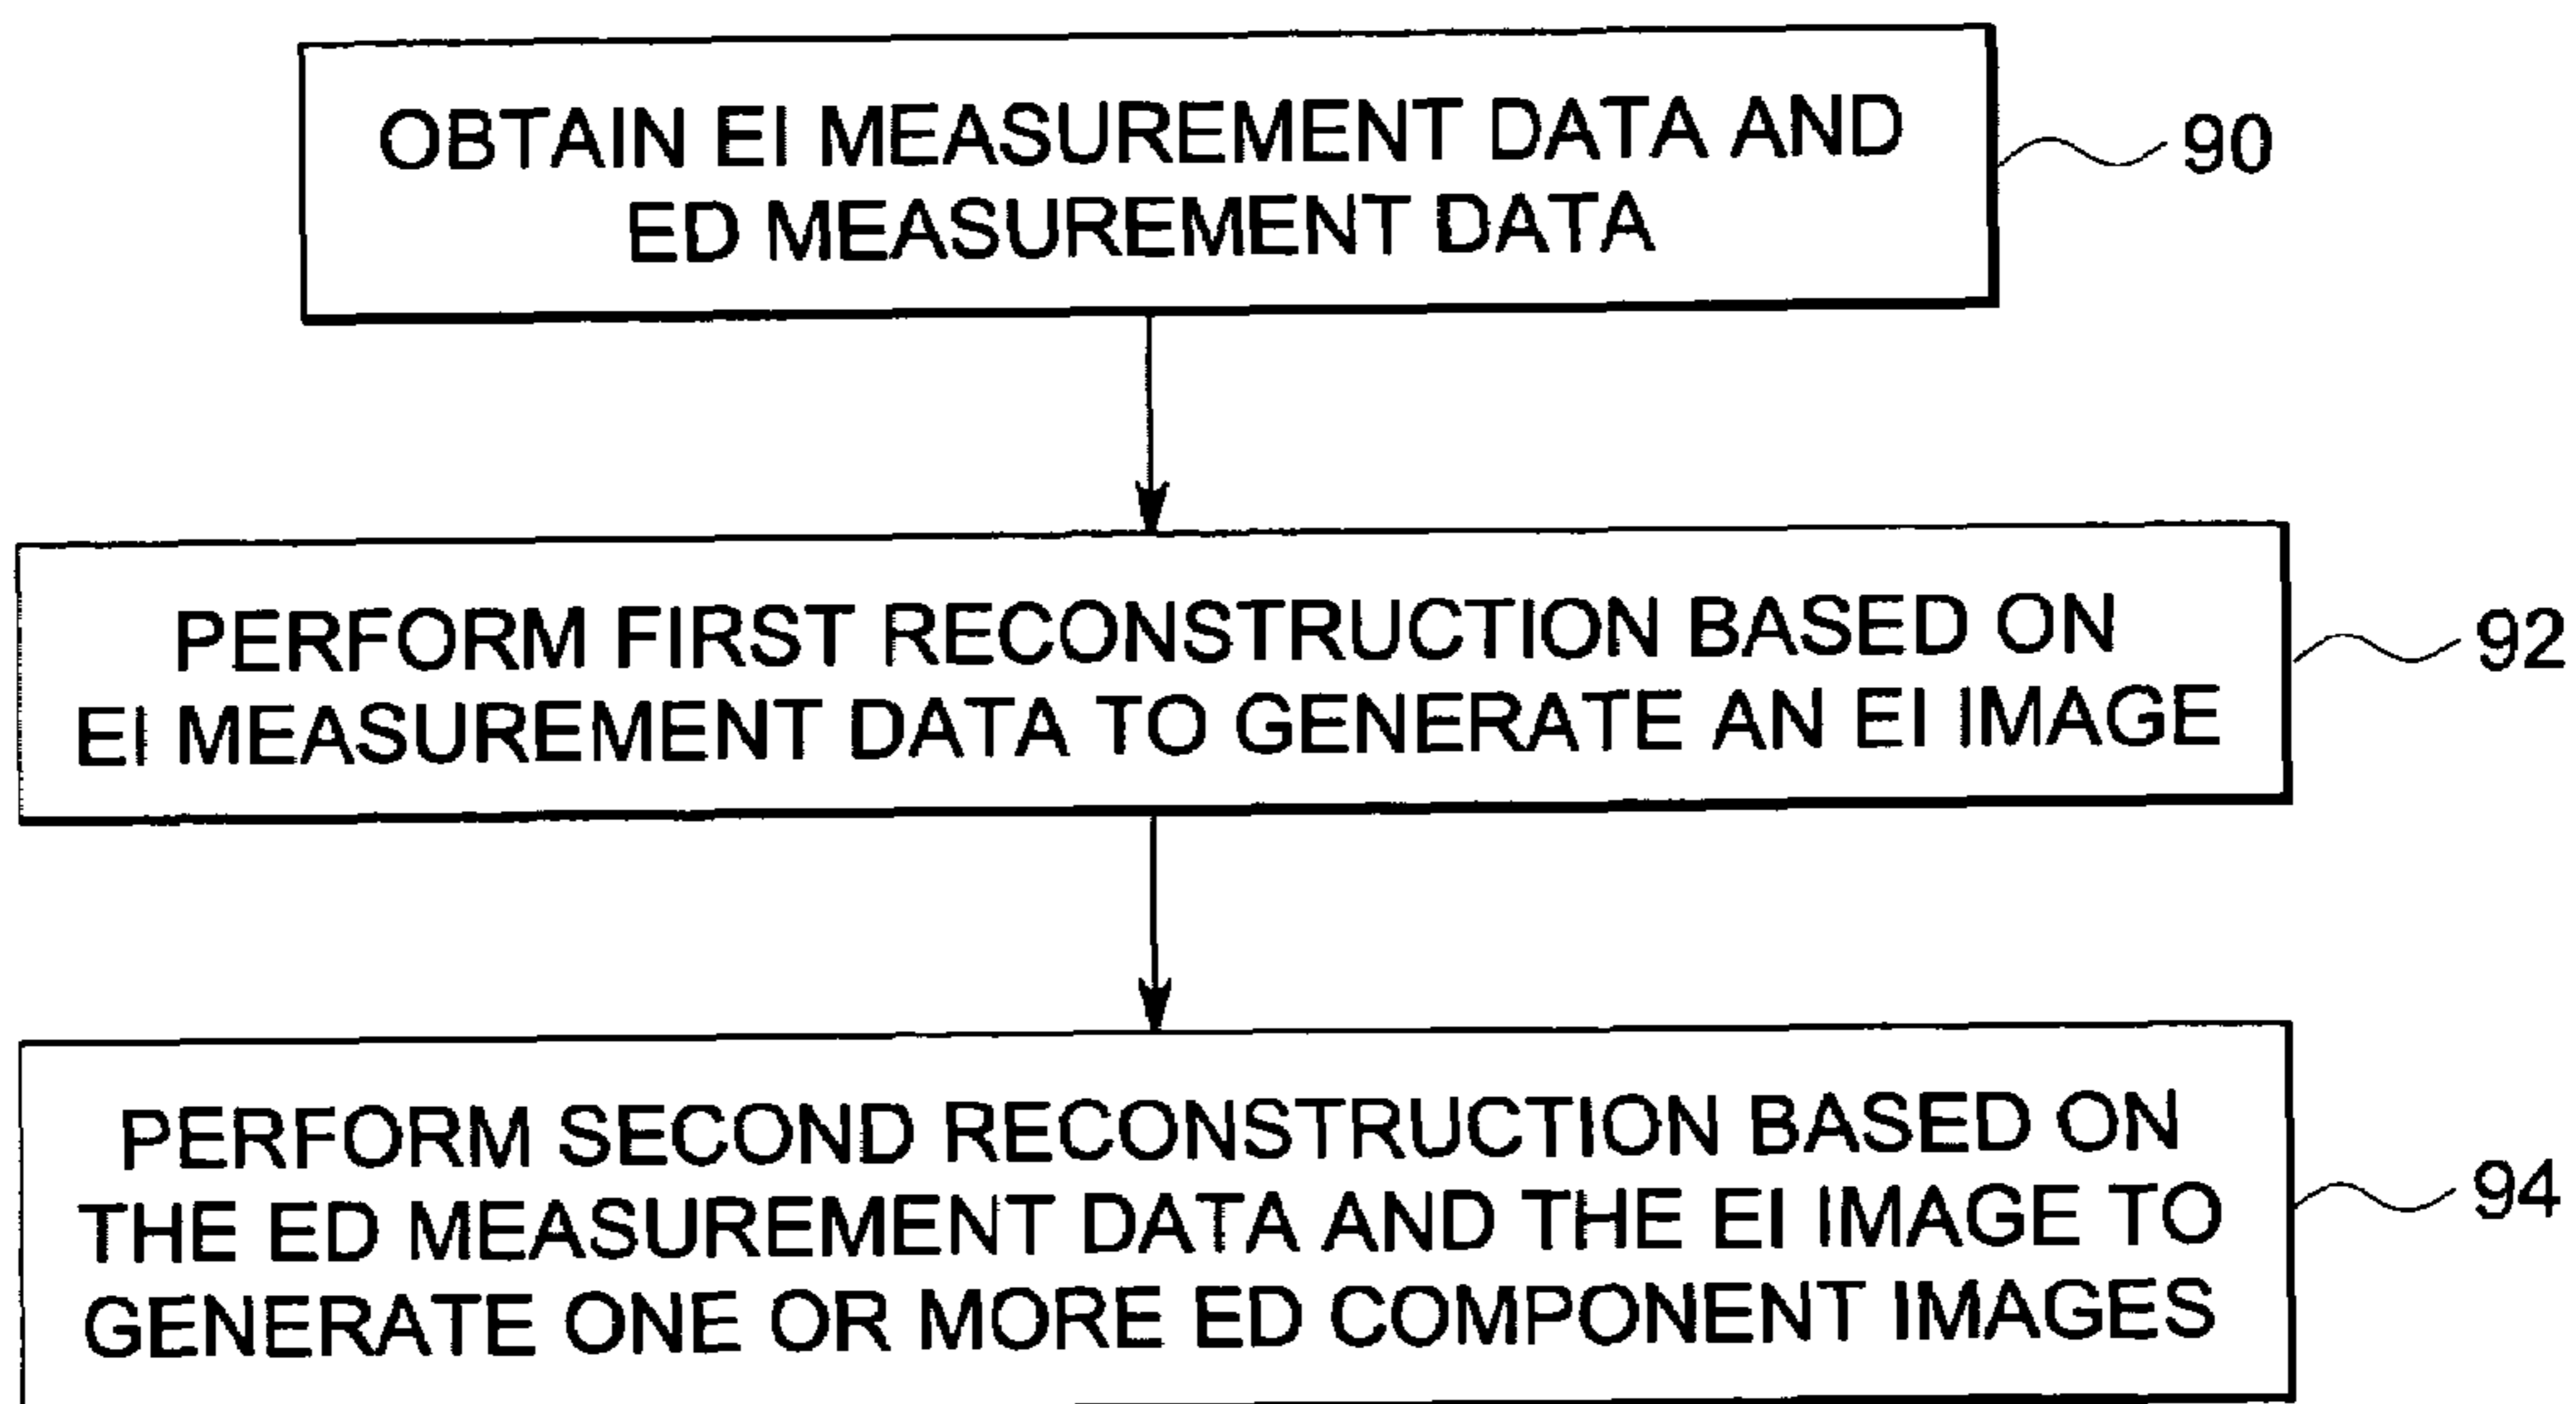 OBTAIN EI MEASUREMENT DATA AND
ED MEASUREMENT DATA
90
PERFORM FIRST RECONSTRUCTION BASED ON
EI MEASUREMENT DATA TO GENERATE AN EI IMAGE
92
PERFORM SECOND RECONSTRUCTION BASED ON
THE ED MEASUREMENT DATA AND THE EI IMAGE TO
GENERATE ONE OR MORE ED COMPONENT IMAGES
94